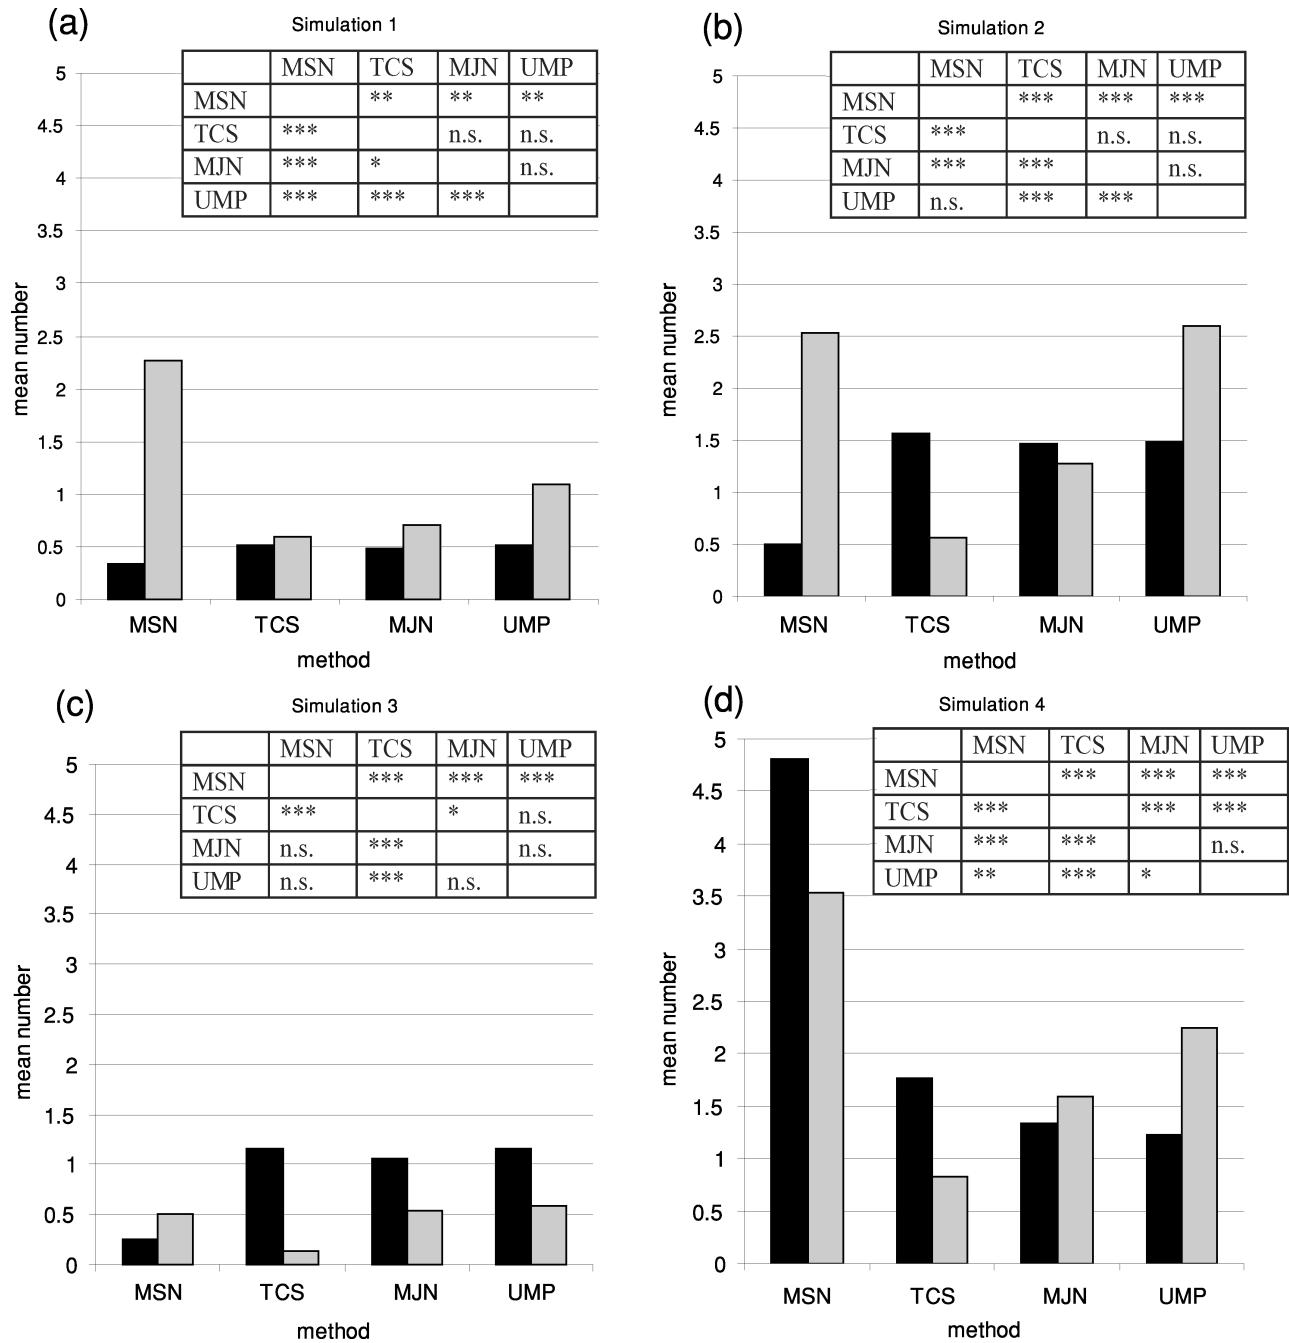 (a)
Simulation 1
MSN TCS MJN UMP
MSN ** ** **
TCS *** n.s. n.s.
MJN *** * n.s.
UMP *** *** ***
5
4.5
4
3.5
3
2.5
2
1.5
1
0.5
0
mean number
MSN TCS MJN UMP
method
(b)
Simulation 2
MSN TCS MJN UMP
MSN *** *** ***
TCS *** n.s. n.s.
MJN *** *** n.s.
UMP n.s. *** ***
5
4.5
4
3.5
3
2.5
2
1.5
1
0.5
0
mean number
MSN TCS MJN UMP
method
(c)
Simulation 3
MSN TCS MJN UMP
MSN *** *** ***
TCS *** * n.s.
MJN n.s. *** n.s.
UMP n.s. *** n.s.
5
4.5
4
3.5
3
2.5
2
1.5
1
0.5
0
mean number
MSN TCS MJN UMP
method
(d)
Simulation 4
MSN TCS MJN UMP
MSN *** *** ***
TCS *** *** ***
MJN *** *** n.s.
UMP ** *** *
5
4.5
4
3.5
3
2.5
2
1.5
1
0.5
0
mean number
MSN TCS MJN UMP
method